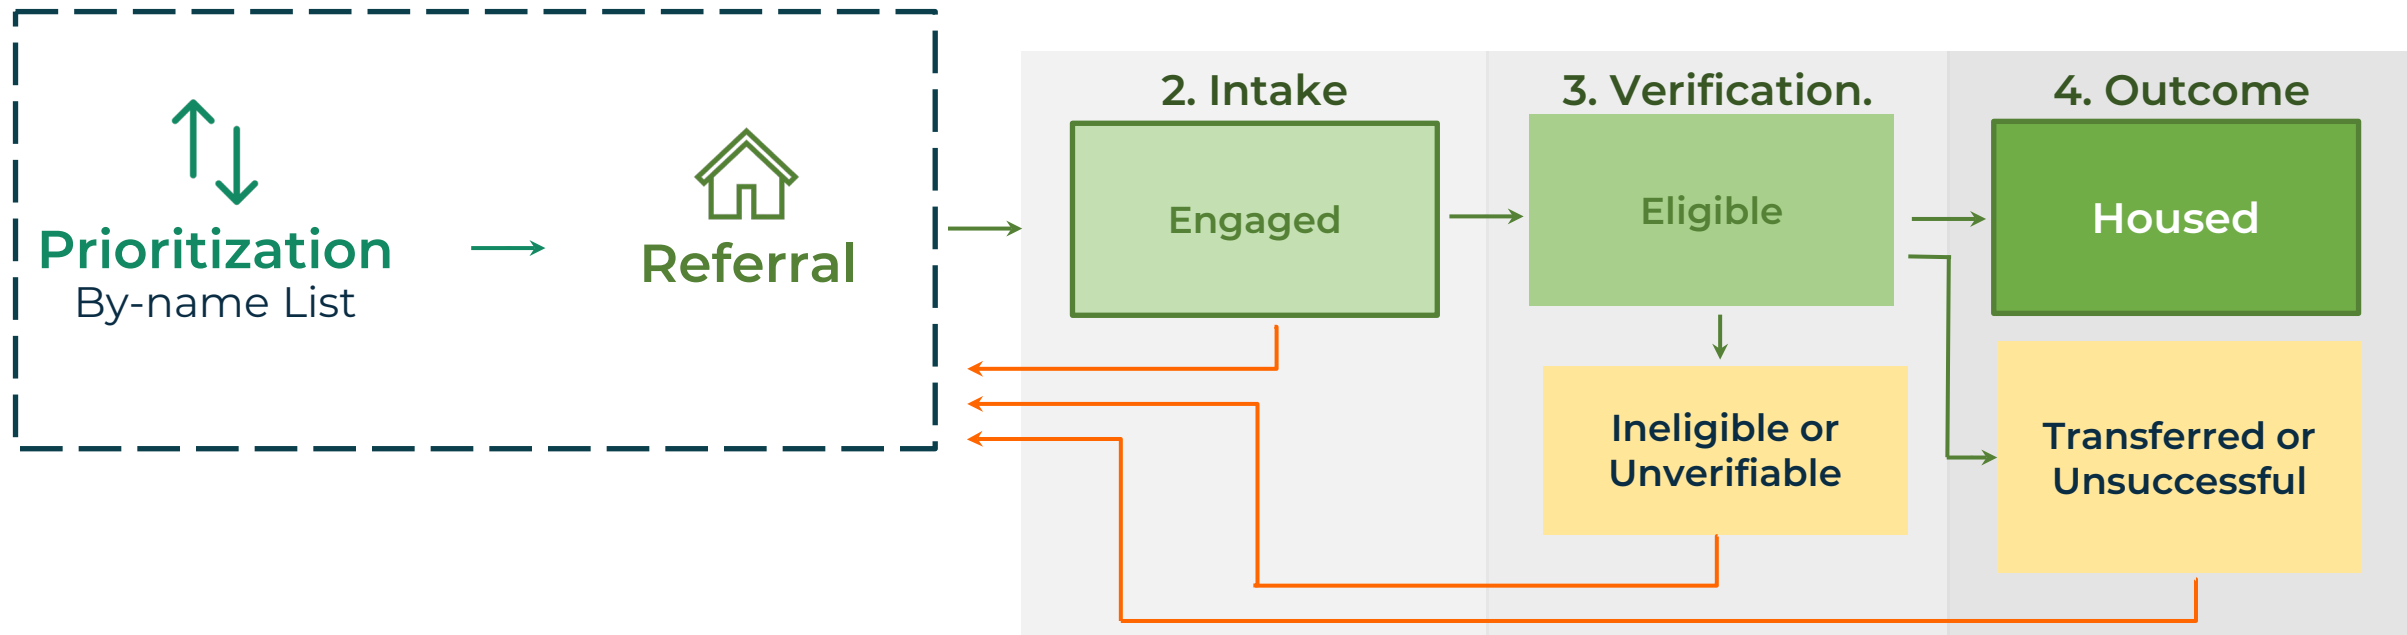 Prioritization
By-name List
Referral
2. Intake
Engaged
3. Verification.
Eligible
Ineligible or
Unverifiable
4. Outcome
Housed
Transferred or
Unsuccessful